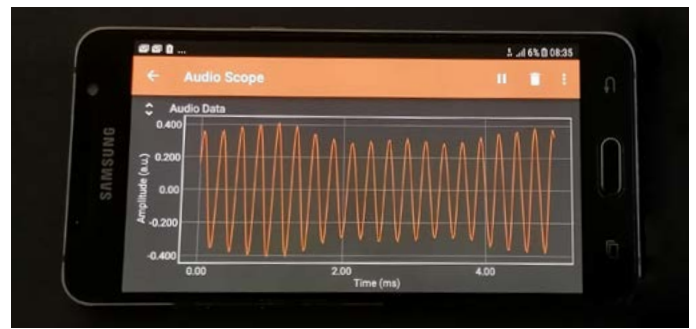 6% 08:35
Audio Scope
Audio Data
0.400
0.200
0.00
-0.200
-0.400
Amplitude (a.u.)
0.00 2.00 4.00
Time (ms)
SAMSUNG